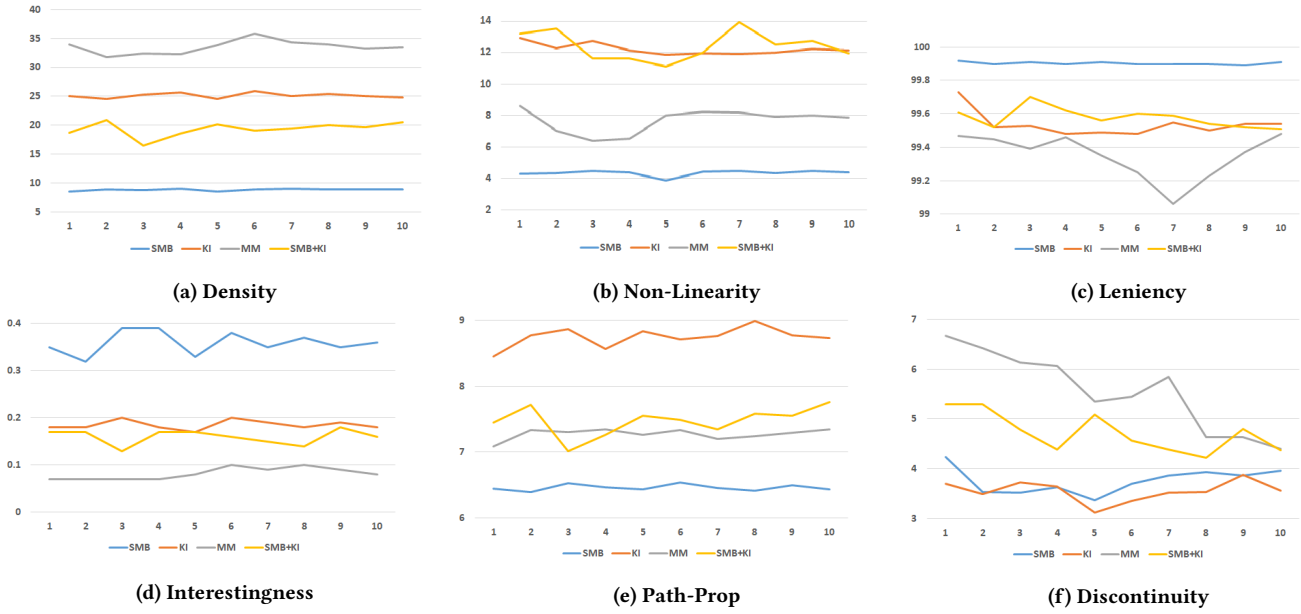 40
35
30
25
20
15
10
5
1 2 3 4 5 6 7 8 9 10
SMB KI MM SMB+KI
(a) Density
14
12
10
8
6
4
2
1 2 3 4 5 6 7 8 9 10
SMB KI MM SMB+KI
(b) Non-Linearity
100
99.8
99.6
99.4
99.2
99
1 2 3 4 5 6 7 8 9 10
SMB KI MM SMB+KI
(c) Leniency
0.4
0.3
0.2
0.1
0
1 2 3 4 5 6 7 8 9 10
SMB KI MM SMB+KI
(d) Interestingness
9
8
7
6
1 2 3 4 5 6 7 8 9 10
SMB KI MM SMB+KI
(e) Path-Prop
7
6
5
4
3
1 2 3 4 5 6 7 8 9 10
SMB KI MM SMB+KI
(f) Discontinuity